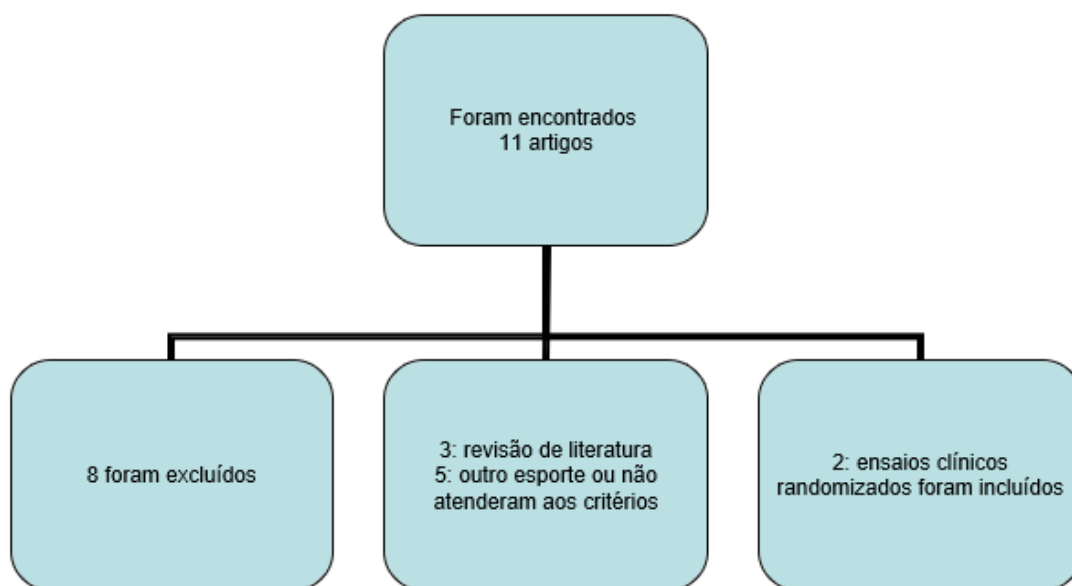 Foram encontrados
11 artigos
8 foram excluídos
3: revisão de literatura
5: outro esporte ou não
atenderam aos critérios
2: ensaios clínicos
randomizados foram incluídos